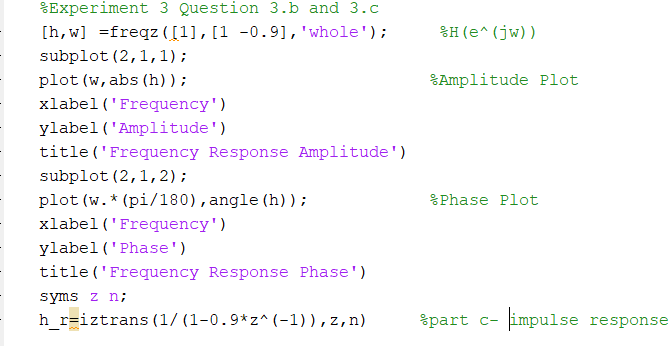 %Experiment 3 Question 3.b and 3.c
[h,w] =freqz([1],[1 -0.9],'whole'); %H(e^(jw))
subplot(2,1,1);
plot(w,abs(h)); %Amplitude Plot
xlabel('Frequency')
ylabel('Amplitude')
title('Frequency Response Amplitude')
subplot(2,1,2);
plot(w.*(pi/180),angle(h)); %Phase Plot
xlabel('Frequency')
ylabel('Phase')
title('Frequency Response Phase')
syms z n;
h_r=iztrans(1/(1-0.9*z^(-1)),z,n) %part c- impulse response